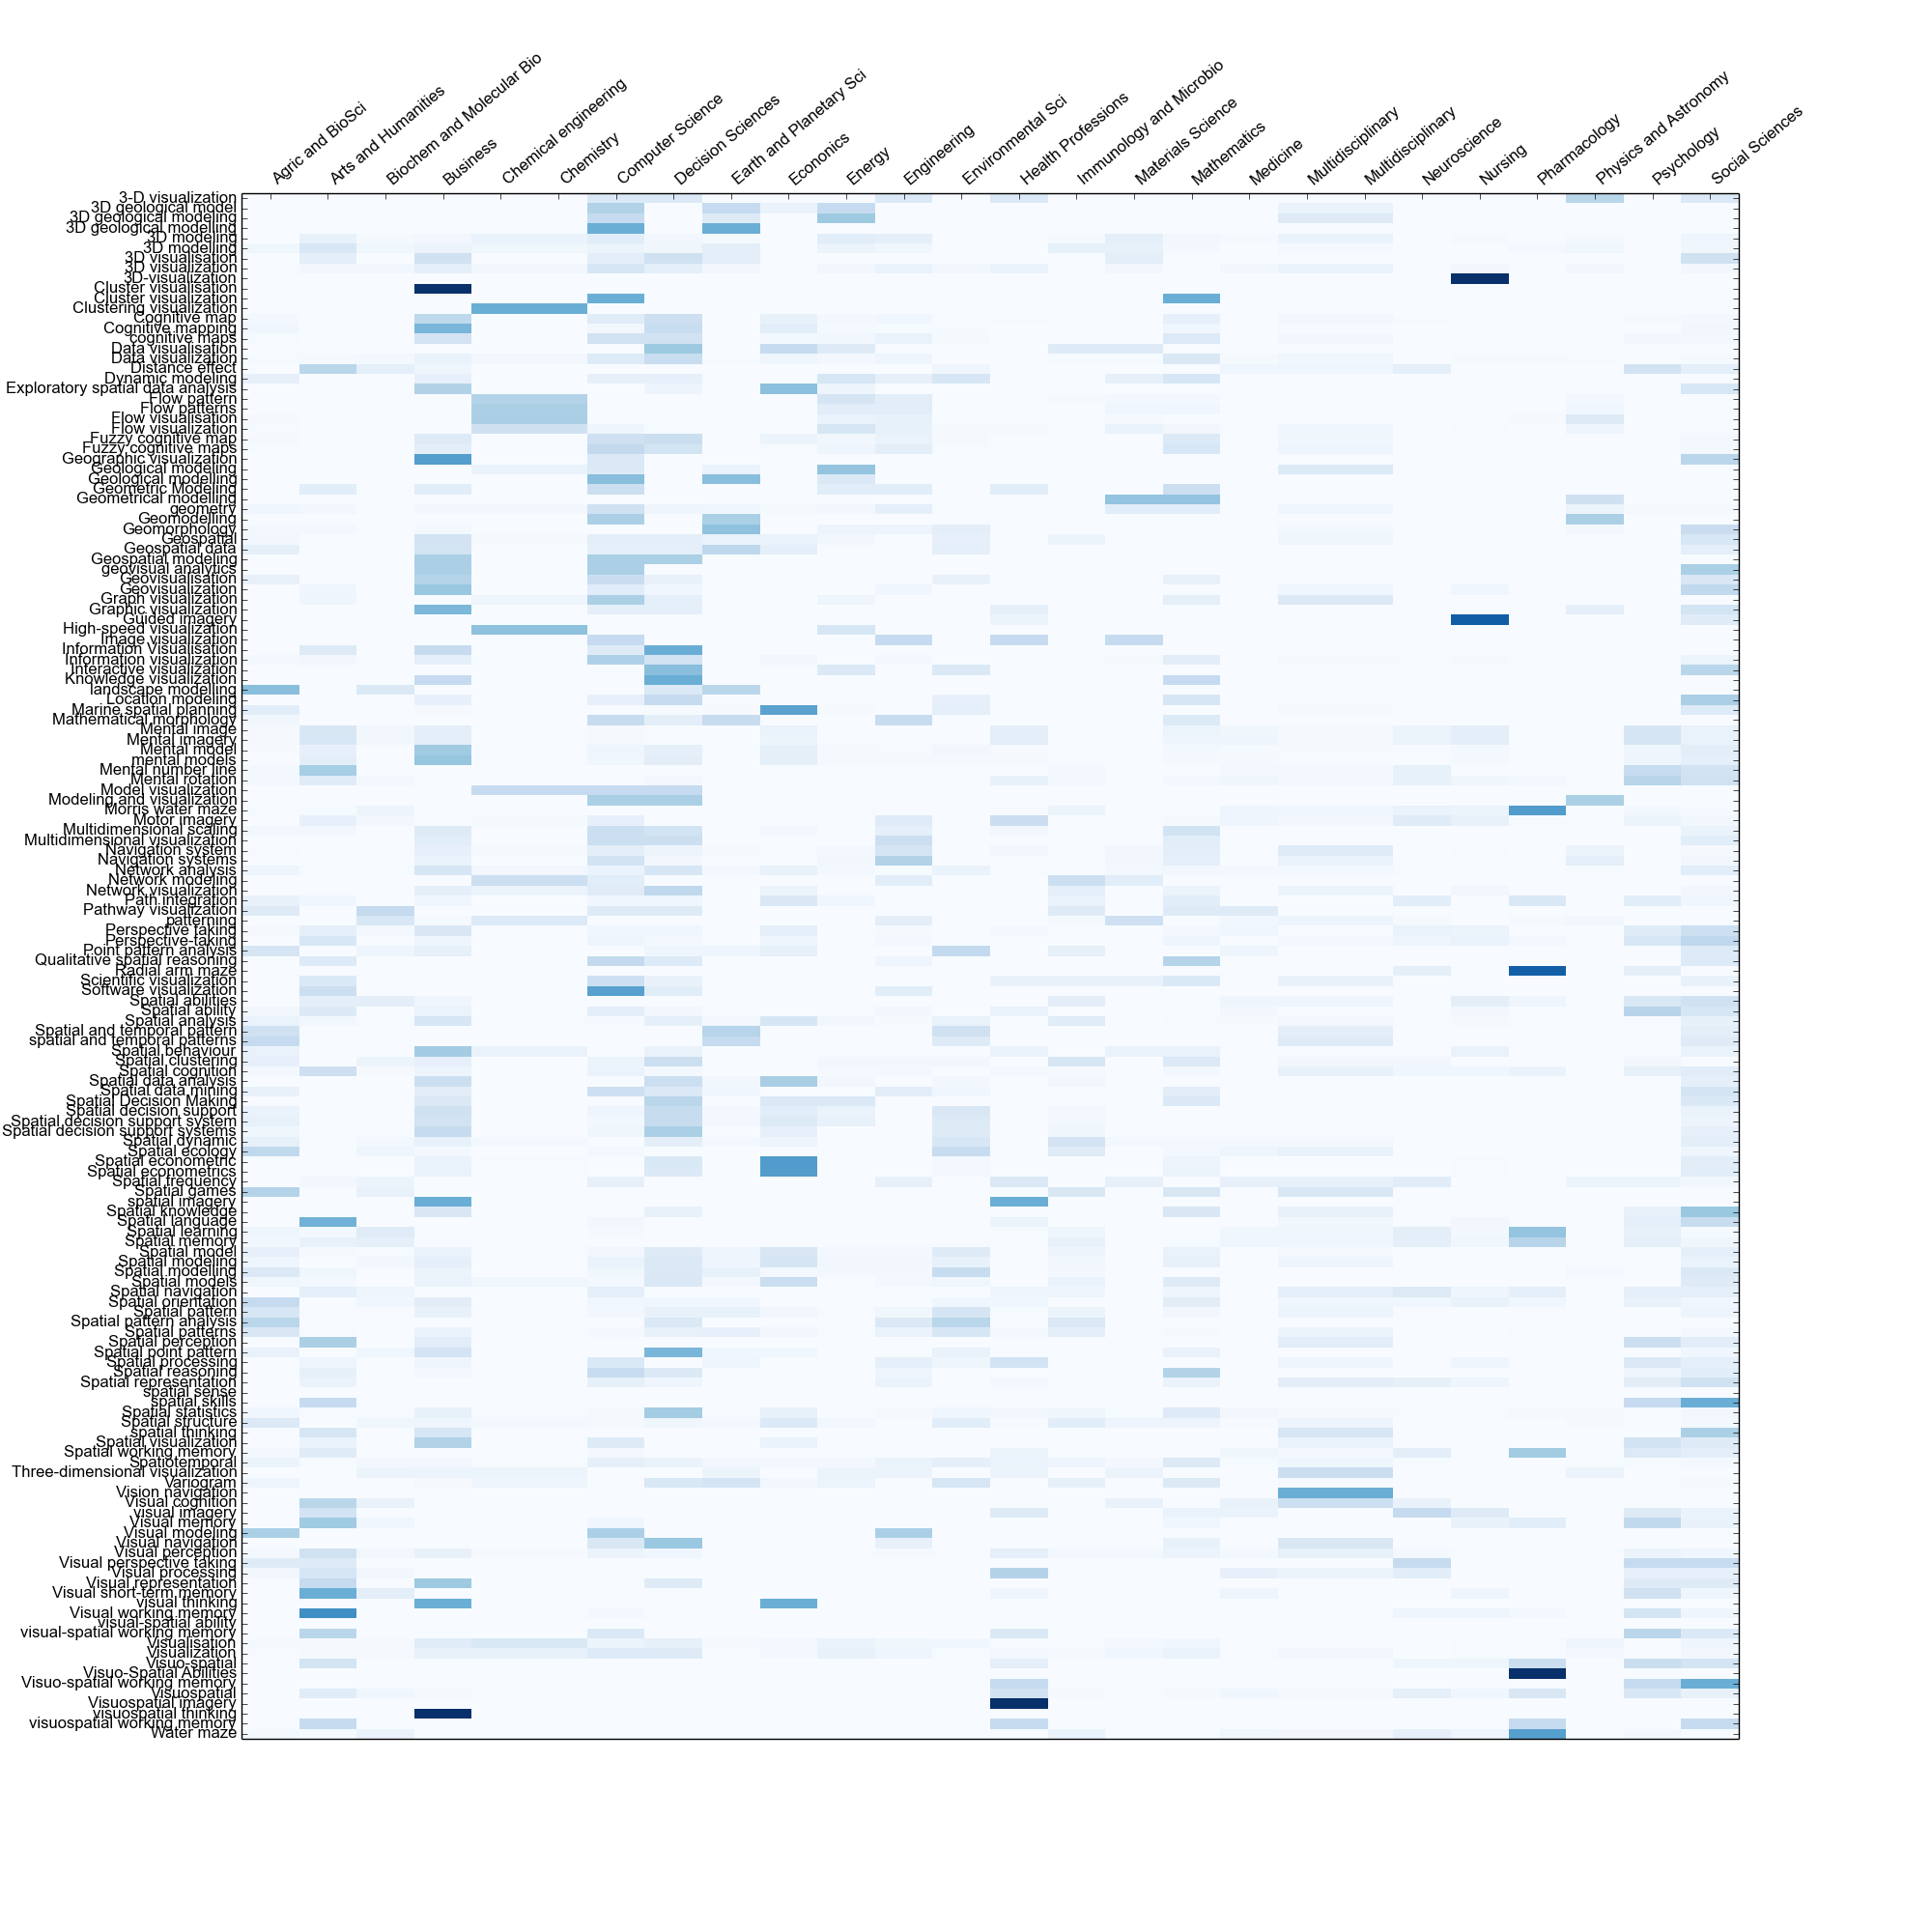 Agric and BioSci
Arts and Humanities
Biochem and Molecular Bio
Business
Chemical engineering
Chemistry
Computer Science
Decision Sciences
Earth and Planetary Sci
Econonics
Energy
Engineering
Environmental Sci
Health Professions
Immunology and Microbio
Materials Science
Mathematics
Medicine
Multidisciplinary
Multidisciplinary
Neuroscience
Nursing
Pharmacology
Physics and Astronomy
Psychology
Social Sciences
3-D visualization
3D geological model
3D geological modeling
3D geological modelling
3D modeling
3D modelling
3D visualisation
3D visualization
3D-visualization
Cluster visualisation
Cluster visualization
Clustering visualization
Cognitive map
Cognitive mapping
cognitive maps
Data visualisation
Data visualization
Distance effect
Dynamic modeling
Exploratory spatial data analysis
Flow pattern
Flow patterns
Flow visualisation
Flow visualization
Fuzzy cognitive map
Fuzzy cognitive maps
Geographic visualization
Geological modeling
Geological modelling
Geometric Modeling
Geometrical modelling
geometry
Geomodelling
Geomorphology
Geospatial
Geospatial data
Geospatial modeling
geovisual analytics
Geovisualisation
Geovisualization
Graph visualization
Graphic visualization
Guided imagery
High-speed visualization
Image visualization
Information Visualisation
Information visualization
Interactive visualization
Knowledge visualization
landscape modelling
Location modeling
Marine spatial planning
Mathematical morphology
Mental image
Mental imagery
Mental model
mental models
Mental number line
Mental rotation
Model visualization
Modeling and visualization
Morris water maze
Motor imagery
Multidimensional scaling
Multidimensional visualization
Navigation system
Navigation systems
Network analysis
Network modeling
Network visualization
Path integration
Pathway visualization
patterning
Perspective taking
Perspective-taking
Point pattern analysis
Qualitative spatial reasoning
Radial arm maze
Scientific visualization
Software visualization
Spatial abilities
Spatial ability
Spatial analysis
Spatial and temporal pattern
spatial and temporal patterns
Spatial behaviour
Spatial clustering
Spatial cognition
Spatial data analysis
Spatial data mining
Spatial Decision Making
Spatial decision support
Spatial decision support system
Spatial decision support systems
Spatial dynamic
Spatial ecology
Spatial econometric
Spatial econometrics
Spatial frequency
Spatial games
spatial imagery
Spatial knowledge
Spatial language
Spatial learning
Spatial memory
Spatial model
Spatial modeling
Spatial modelling
Spatial models
Spatial navigation
Spatial orientation
Spatial pattern
Spatial pattern analysis
Spatial patterns
Spatial perception
Spatial point pattern
Spatial processing
Spatial reasoning
Spatial representation
spatial sense
spatial skills
Spatial statistics
Spatial structure
spatial thinking
Spatial visualization
Spatial working memory
Spatiotemporal
Three-dimensional visualization
Variogram
Vision navigation
Visual cognition
visual imagery
Visual memory
Visual modeling
Visual navigation
Visual perception
Visual perspective taking
Visual processing
Visual representation
Visual short-term memory
visual thinking
Visual working memory
visual-spatial ability
visual-spatial working memory
Visualisation
Visualization
Visuo-spatial
Visuo-Spatial Abilities
Visuo-spatial working memory
Visuospatial
Visuospatial imagery
visuospatial thinking
visuospatial working memory
Water maze